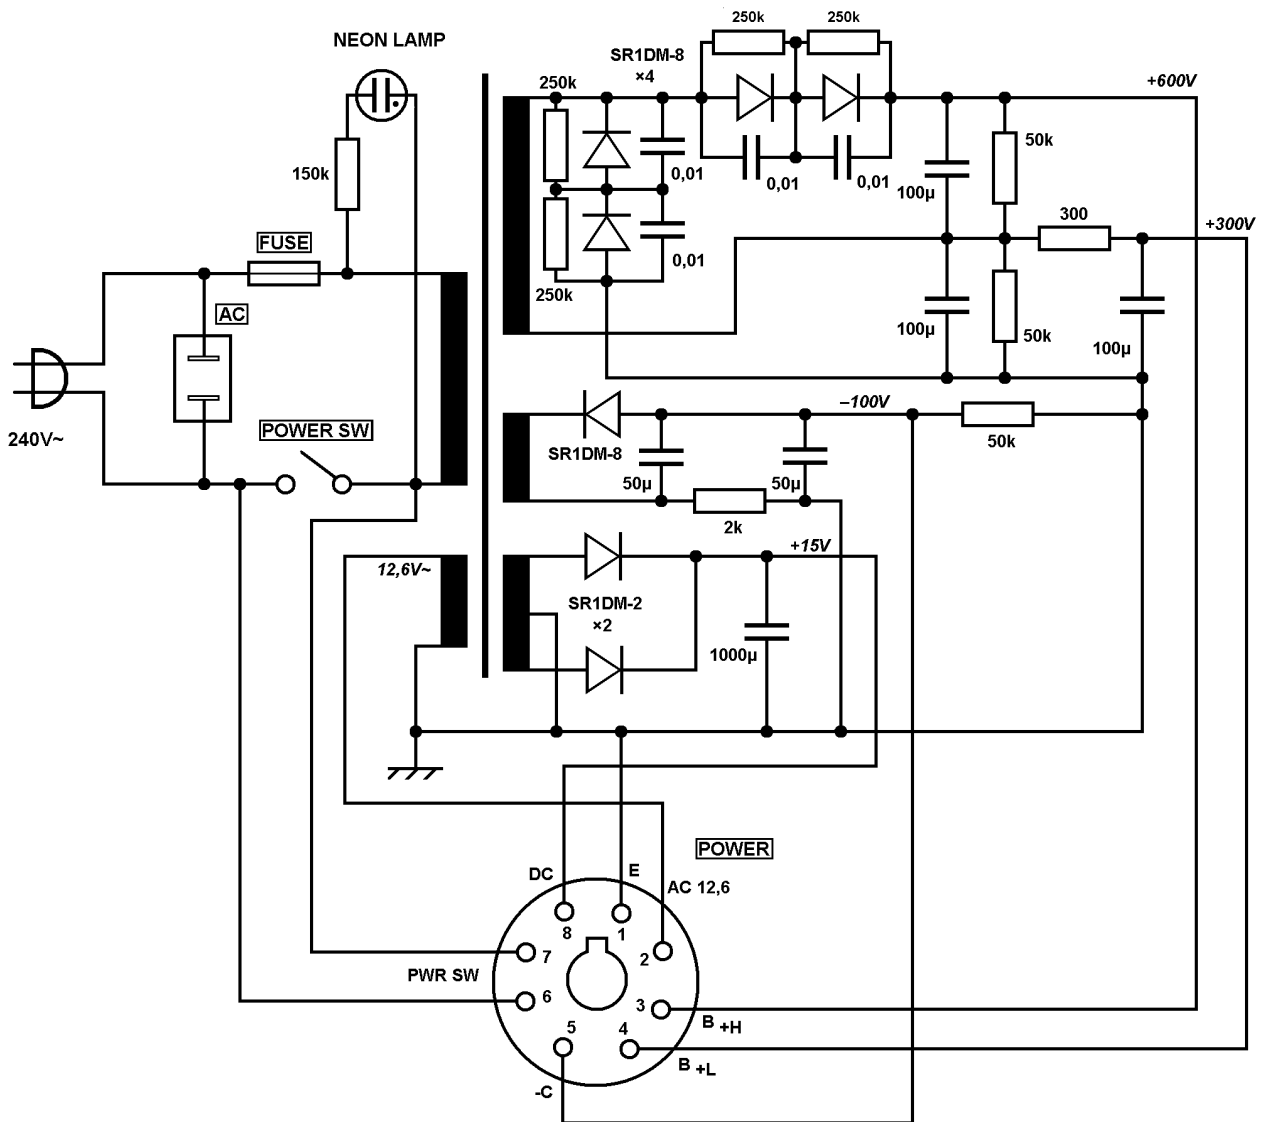 250k
250k
NEON LAMP
SR1DM-8
×4
250k
+600V
150k
0,01
0,01
0,01
100µ
50k
300
+300V
FUSE
0,01
250k
AC
100µ
50k
100µ
240V~
POWER SW
–100V
SR1DM-8
50k
50µ
50µ
2k
12,6V~
+15V
SR1DM-2
×2
1000µ
POWER
DC
E
AC 12,6
8
1
7
2
PWR SW
6
3
B +H
5
4
B +L
-C